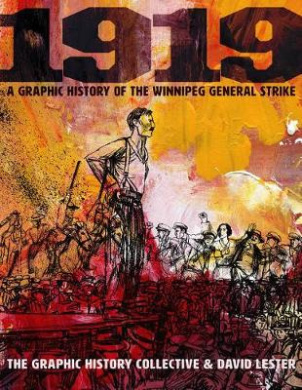 1919
A GRAPHIC HISTORY OF THE WINNIPEG GENERAL STRIKE
THE GRAPHIC HISTORY COLLECTIVE & DAVID LESTER